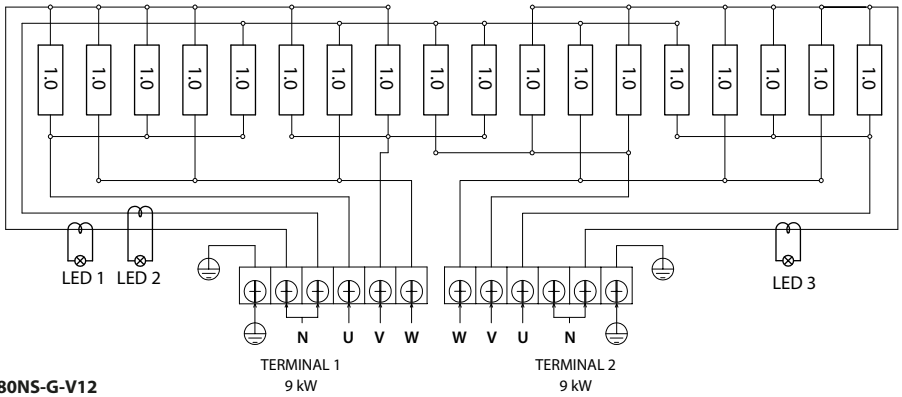 1.0 1.0 1.0 1.0 1.0 1.0 1.0 1.0 1.0 1.0 1.0 1.0 1.0 1.0 1.0 1.0 1.0 1.0
LED 1 LED 2 LED 3
N U V W W V U N
TERMINAL 1 TERMINAL 2
9 kW 9 kW
80NS-G-V12